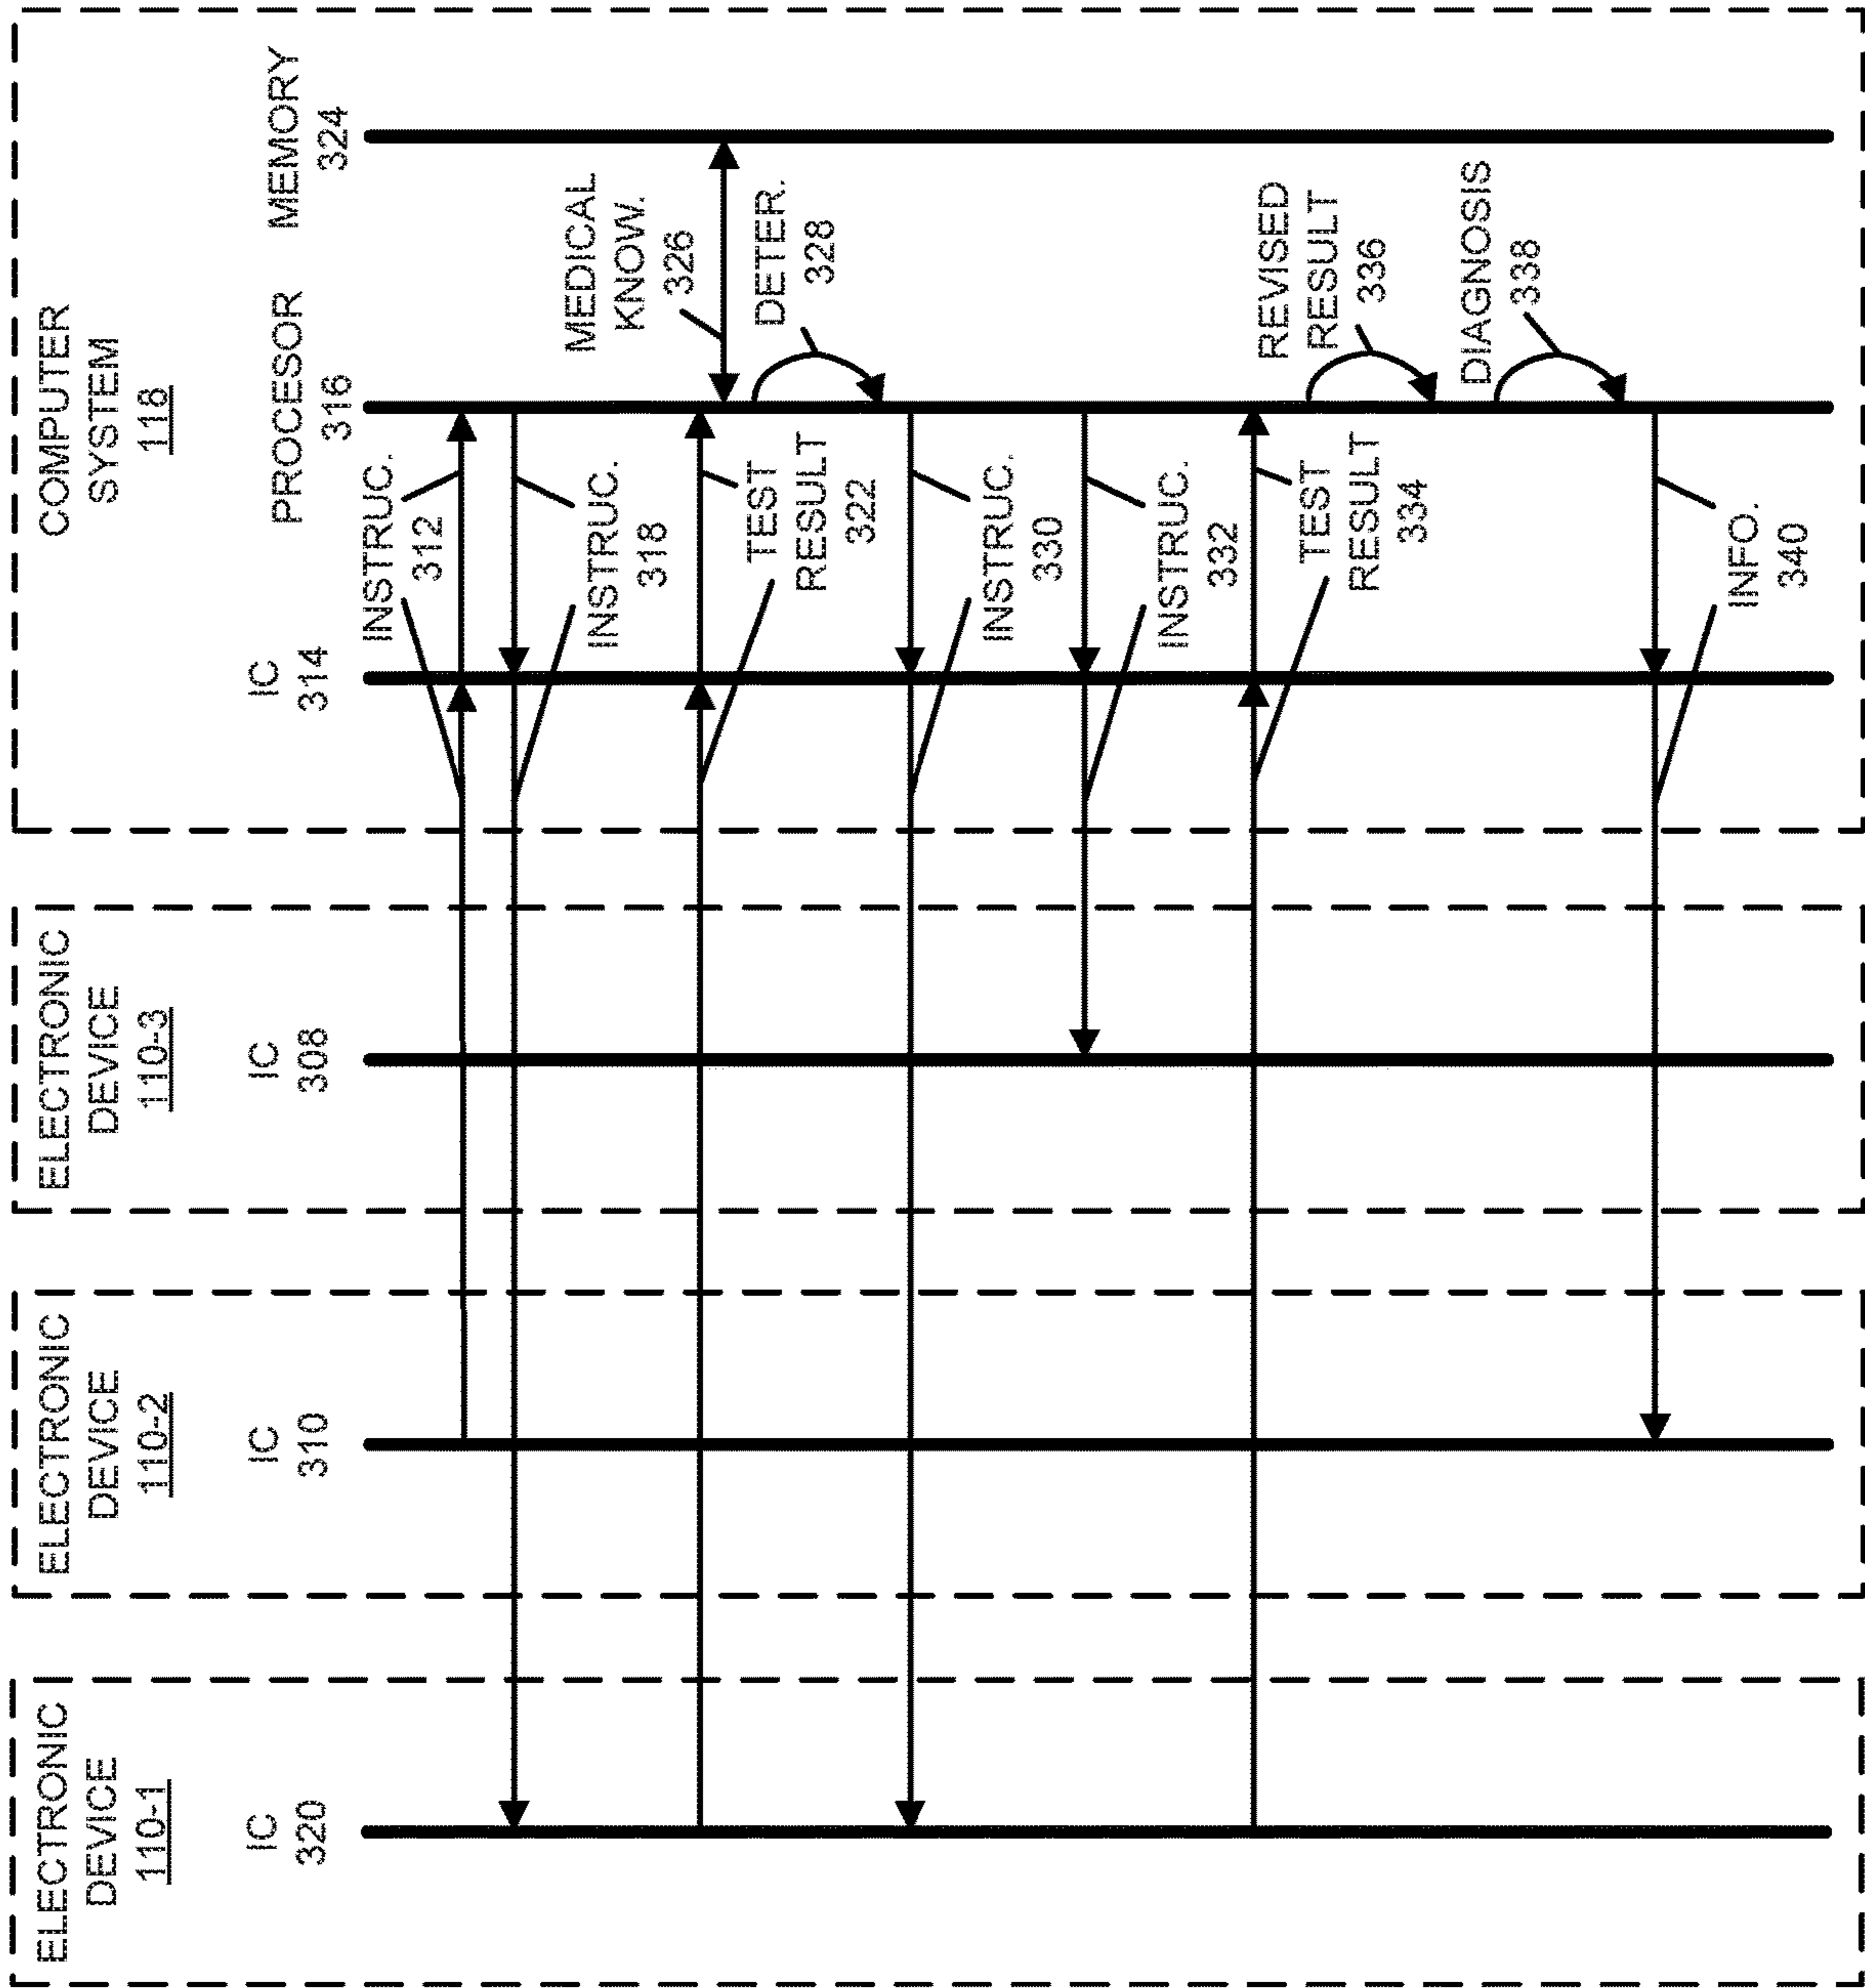 ELECTRONIC
DEVICE
110-1
IC
320
ELECTRONIC
DEVICE
110-2
IC
310
ELECTRONIC
DEVICE
110-3
IC
308
COMPUTER
SYSTEM
118
IC
314
PROCESOR
316
MEMORY
324
INSTRUC.
312
INSTRUC.
318
TEST
RESULT
322
MEDICAL
KNOW.
326
DETER.
328
INSTRUC.
330
INSTRUC.
332
TEST
RESULT
334
REVISED
RESULT
336
DIAGNOSIS
338
INFO.
340